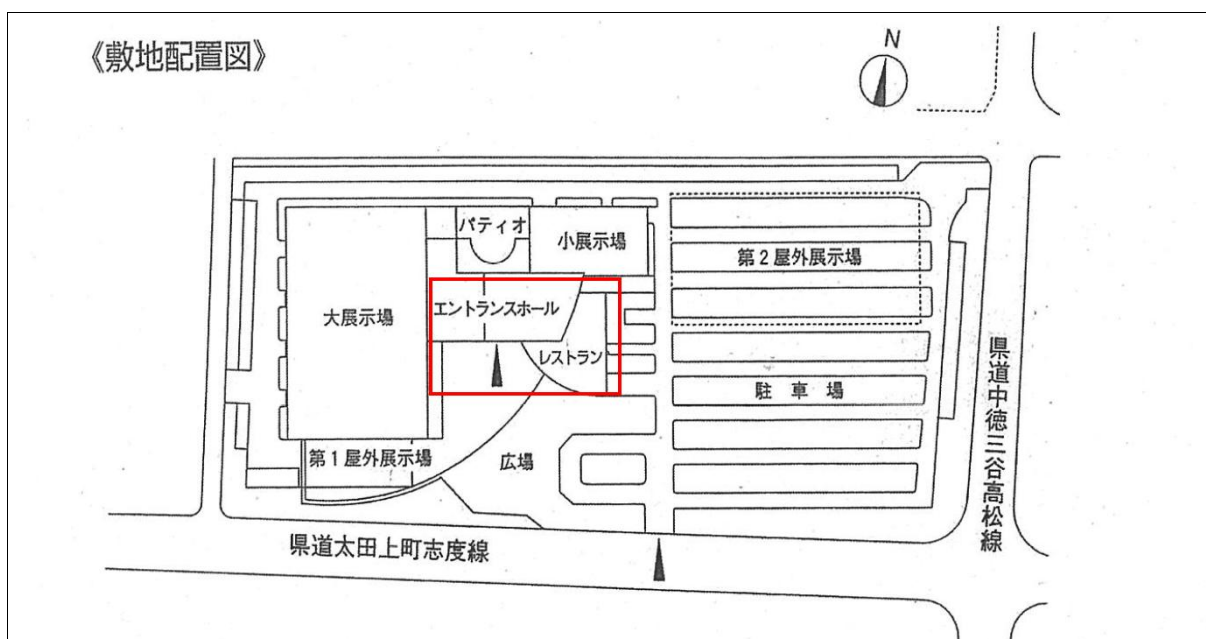 《敷地配置図》
N
パティオ
小展示場
第2屋外展示場
エントランスホール
大展示場
レストラン
駐車場
第1屋外展示場
広場
県道中徳三谷高松線
県道太田上町志度線